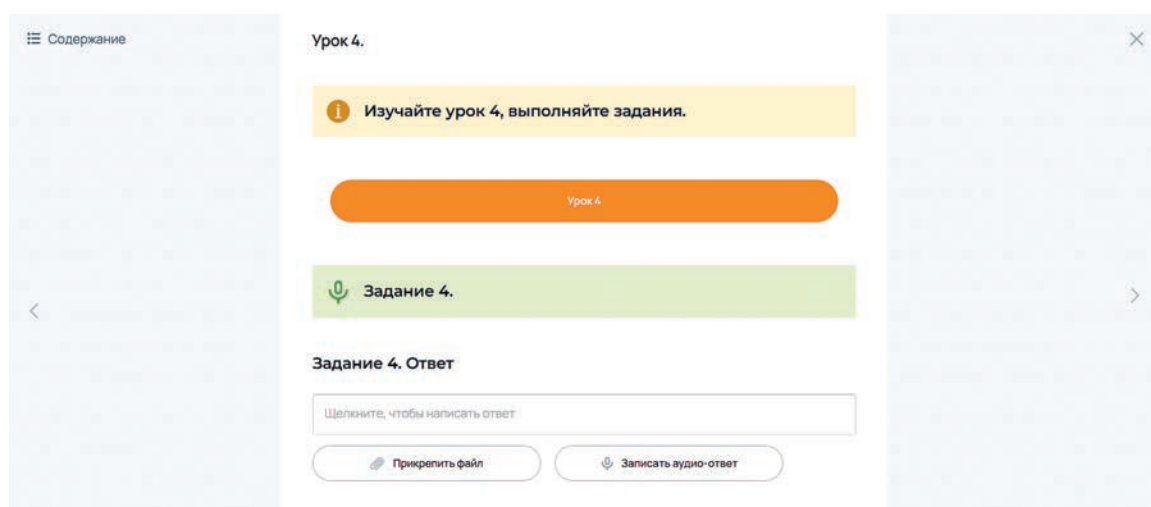 Содержание
Урок 4.
Изучайте урок 4, выполняйте задания.
Урок 4
Задание 4.
Задание 4. Ответ
Щелкните, чтобы написать ответ
Прикрепить файл
Записать аудио-ответ